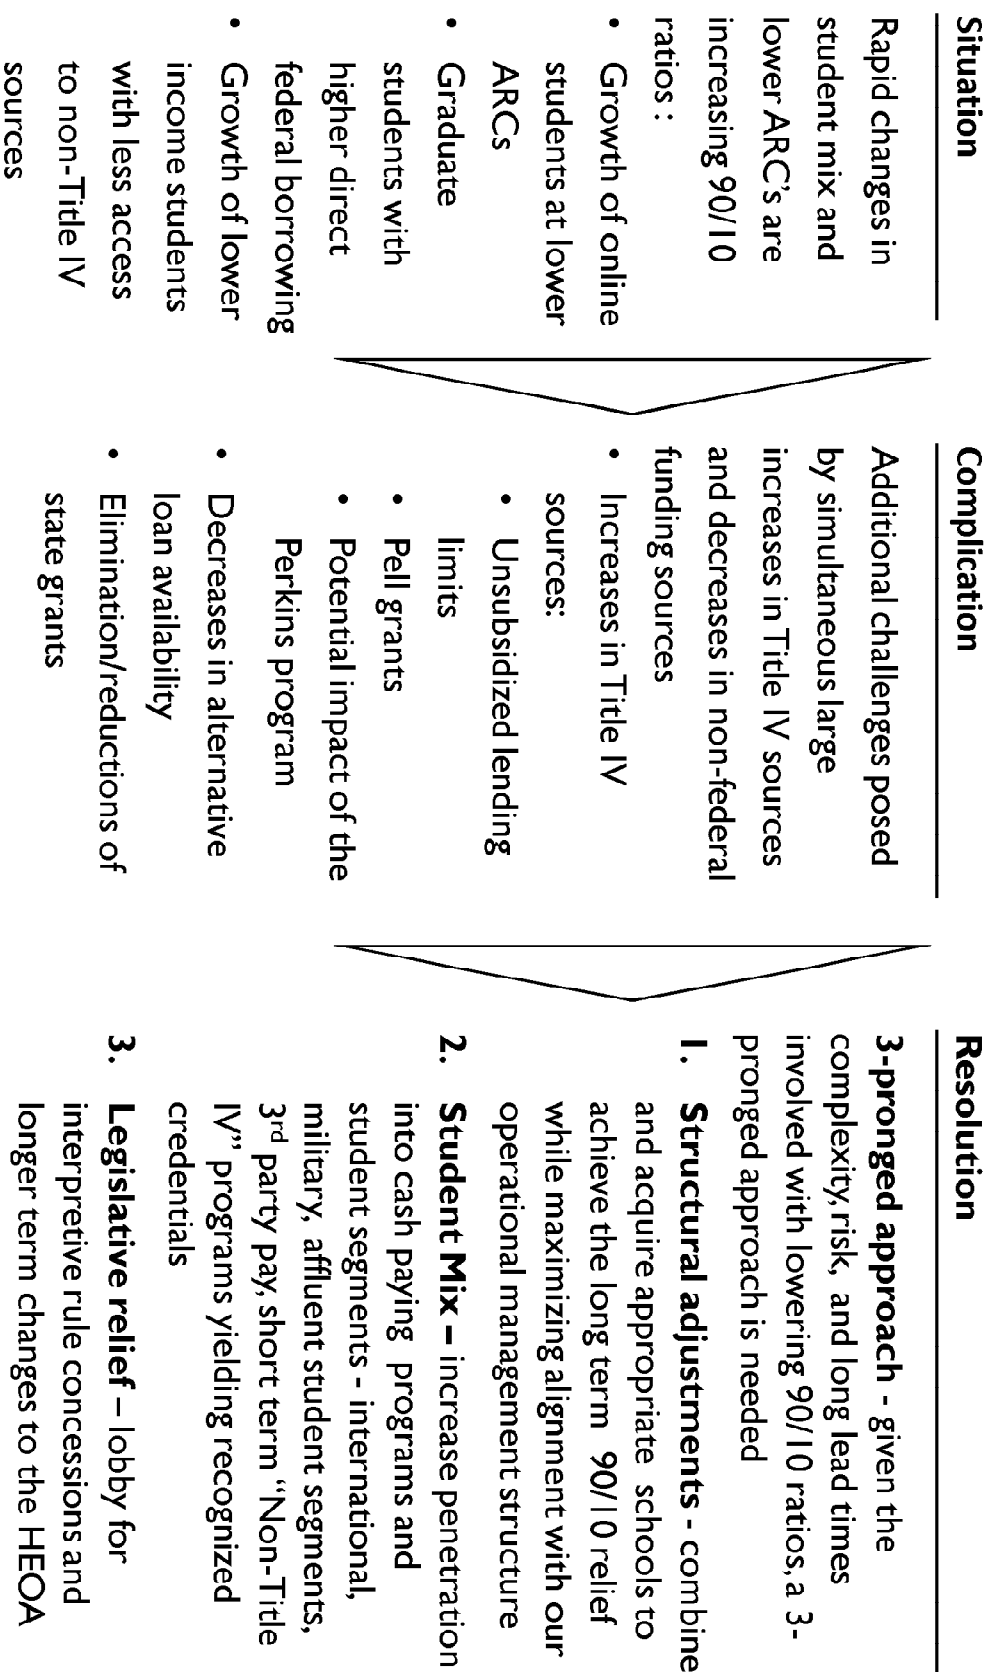 Situation
Rapid changes in
student mix and
lower ARC's are
increasing 90/10
ratios :
• Growth of online
students at lower
ARCs
• Graduate
students with
higher direct
federal borrowing
• Growth of lower
income students
with less access
to non-Title IV
sources
Complication
Additional challenges posed
by simultaneous large
increases in Title IV sources
and decreases in non-federal
funding sources
• Increases in Title IV
sources:
• Unsubsidized lending
limits
• Pell grants
• Potential impact of the
Perkins program
• Decreases in alternative
loan availability
• Elimination/reductions of
state grants
Resolution
3-pronged approach - given the
complexity, risk, and long lead times
involved with lowering 90/10 ratios, a 3-
pronged approach is needed
1. Structural adjustments - combine
and acquire appropriate schools to
achieve the long term 90/10 relief
while maximizing alignment with our
operational management structure
2. Student Mix – increase penetration
into cash paying programs and
student segments - international,
military, affluent student segments,
3rd party pay, short term "Non-Title
IV" programs yielding recognized
credentials
3. Legislative relief – lobby for
interpretive rule concessions and
longer term changes to the HEOA